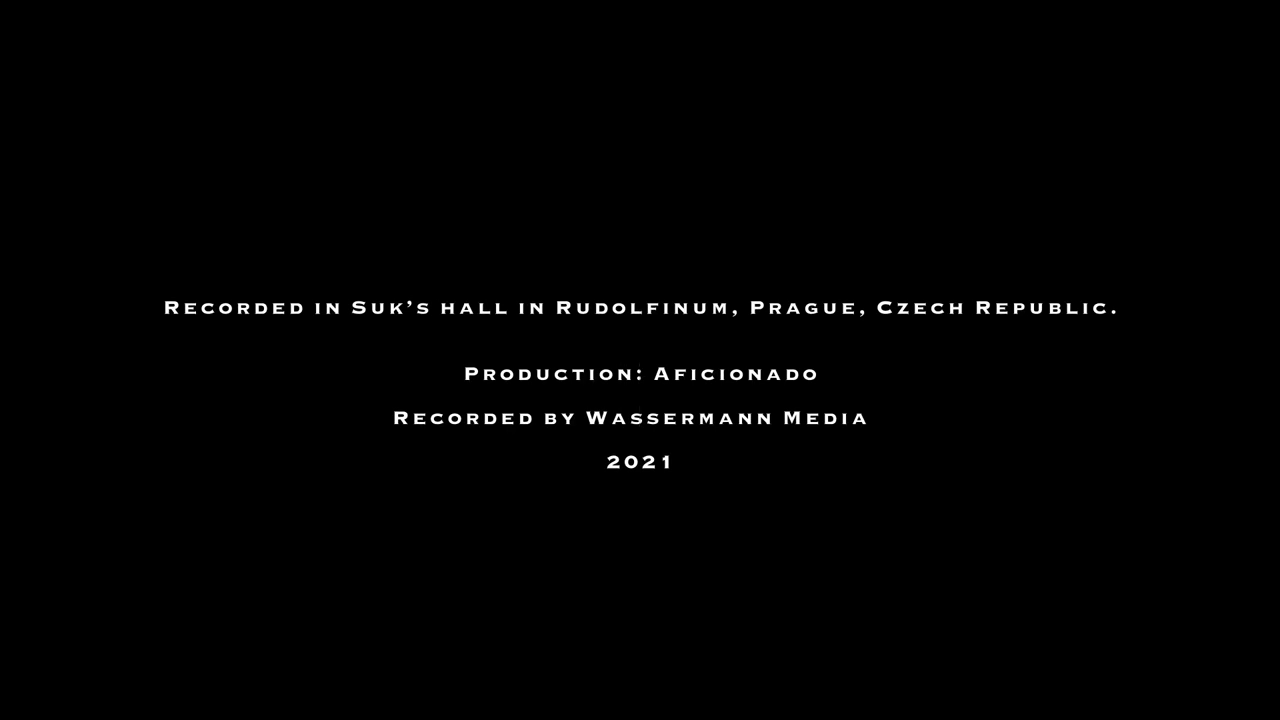 Recorded in Suk's hall in Rudolfinum, Prague, Czech Republic.
Production: Aficionado
Recorded by Wassermann Media
2021